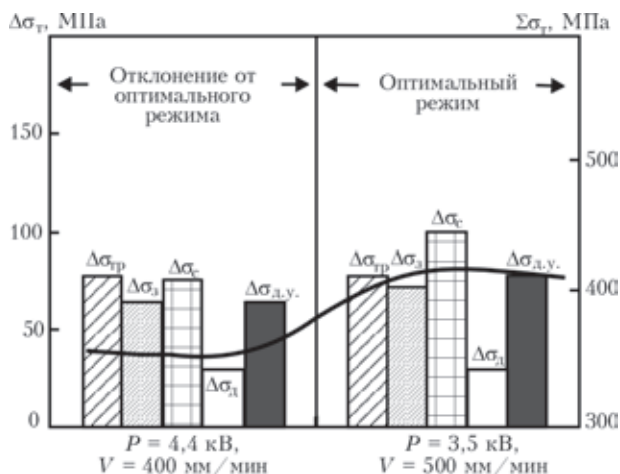 Δσт, МПа
Σσт, МПа
Отклонение от
оптимального
режима
Оптимальный
режим
150
100
50
0
500
400
300
Δσтр
Δσз
Δσс
Δσд
Δσд.у.
Δσтр
Δσз
Δσс
Δσд
Δσд.у.
P = 4,4 кВ,
V = 400 мм/мин
P = 3,5 кВ,
V = 500 мм/мин